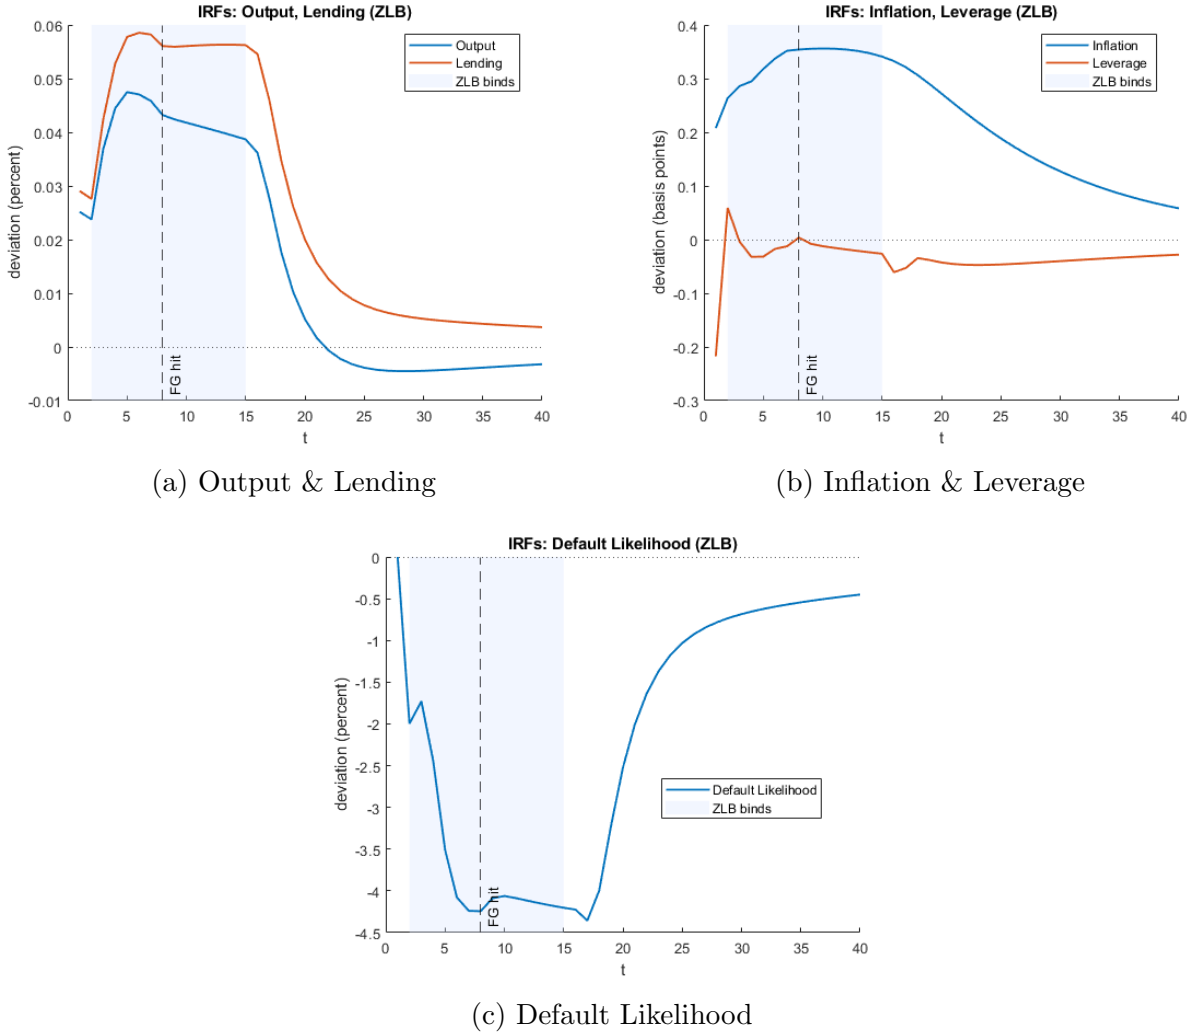 IRFs: Output, Lending (ZLB)
0.06
0.05
0.04
0.03
0.02
0.01
0
-0.01
deviation (percent)
Output
Lending
ZLB binds
FG hit
0 5 10 15 20 25 30 35 40
t
(a) Output & Lending
IRFs: Inflation, Leverage (ZLB)
0.4
0.3
0.2
0.1
0
-0.1
-0.2
-0.3
deviation (basis points)
Inflation
Leverage
ZLB binds
FG hit
0 5 10 15 20 25 30 35 40
t
(b) Inflation & Leverage
IRFs: Default Likelihood (ZLB)
0
-0.5
-1
-1.5
-2
-2.5
-3
-3.5
-4
-4.5
deviation (percent)
Default Likelihood
ZLB binds
FG hit
0 5 10 15 20 25 30 35 40
t
(c) Default Likelihood